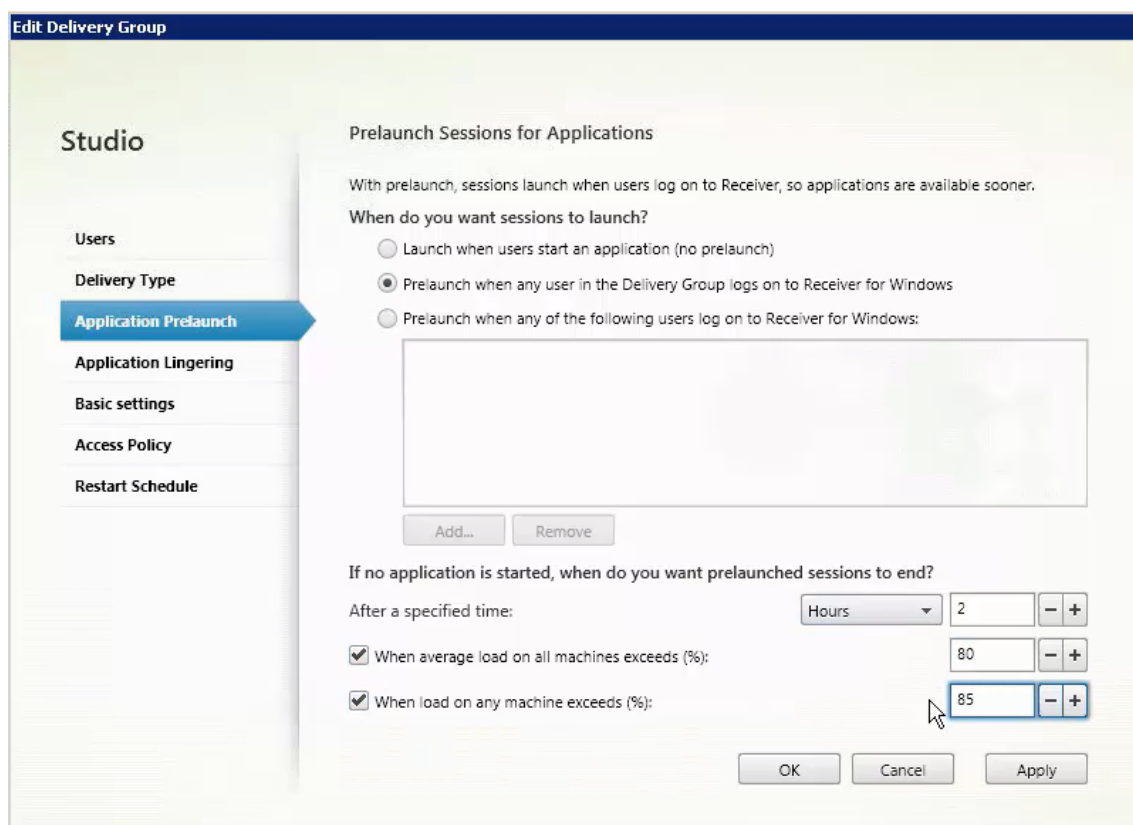 Edit Delivery Group
Studio
Users
Delivery Type
Application Prelaunch
Application Lingering
Basic settings
Access Policy
Restart Schedule
Prelaunch Sessions for Applications
With prelaunch, sessions launch when users log on to Receiver, so applications are available sooner.
When do you want sessions to launch?
Launch when users start an application (no prelaunch)
Prelaunch when any user in the Delivery Group logs on to Receiver for Windows
Prelaunch when any of the following users log on to Receiver for Windows:
Add... Remove
If no application is started, when do you want prelaunched sessions to end?
After a specified time: Hours 2 − +
When average load on all machines exceeds (%): 80 − +
When load on any machine exceeds (%): 85 − +
OK Cancel Apply